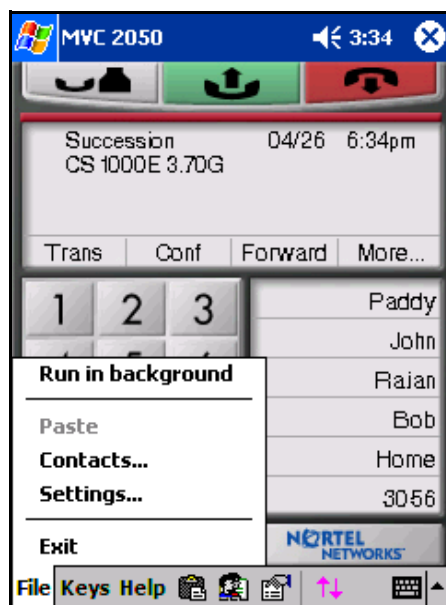 MVC 2050 3:34
Succession 04/26 6:34pm
CS 1000E 3.70G
Trans Conf Forward More...
1 2 3
Paddy
John
Rajan
Bob
Home
3056
Run in background
Paste
Contacts...
Settings...
Exit
NORTEL
NETWORKS
File Keys Help